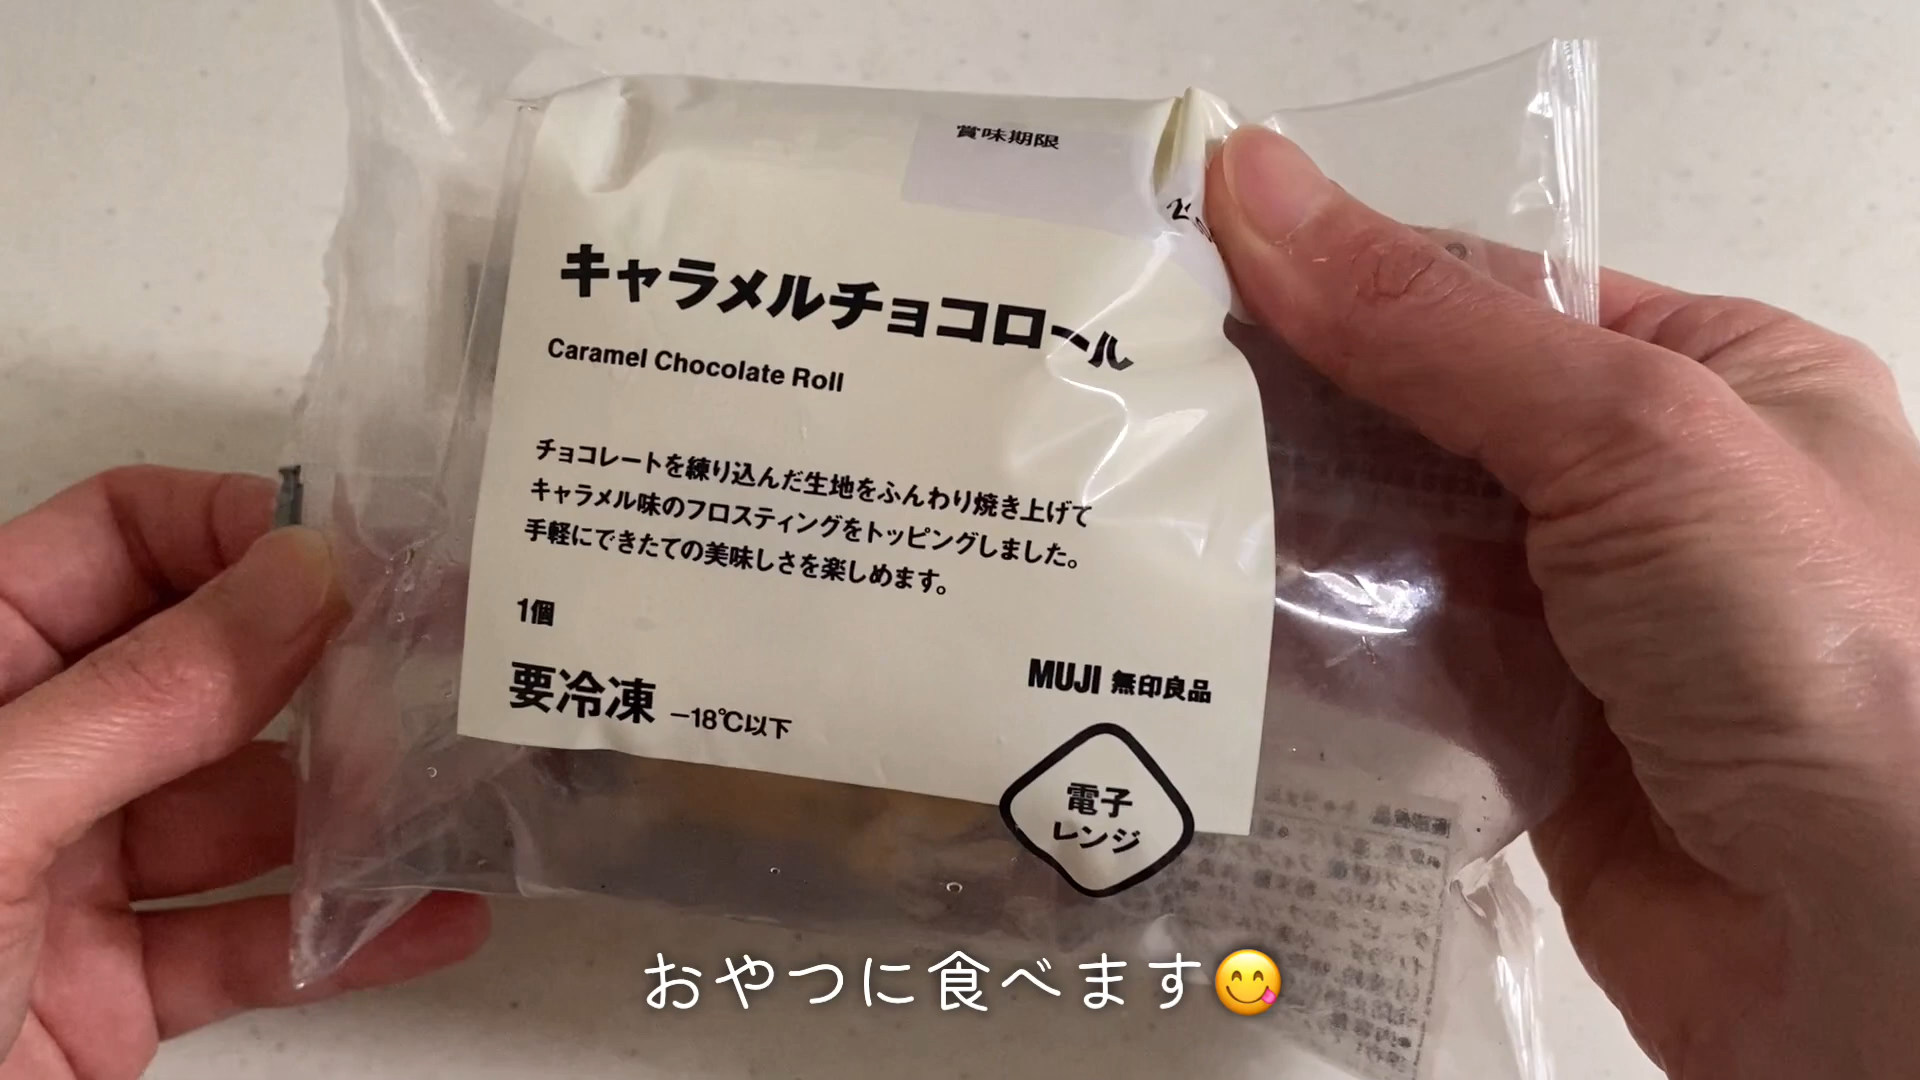 賞味期限
キャラメルチョコロール
Caramel Chocolate Roll
チョコレートを練り込んだ生地をふんわり焼き上げて
キャラメル味のフロスティングをトッピングしました。
手軽にできたての美味しさを楽しめます。
1個
要冷凍 −18℃以下
MUJI 無印良品
電子
レンジ
おやつに食べます😋